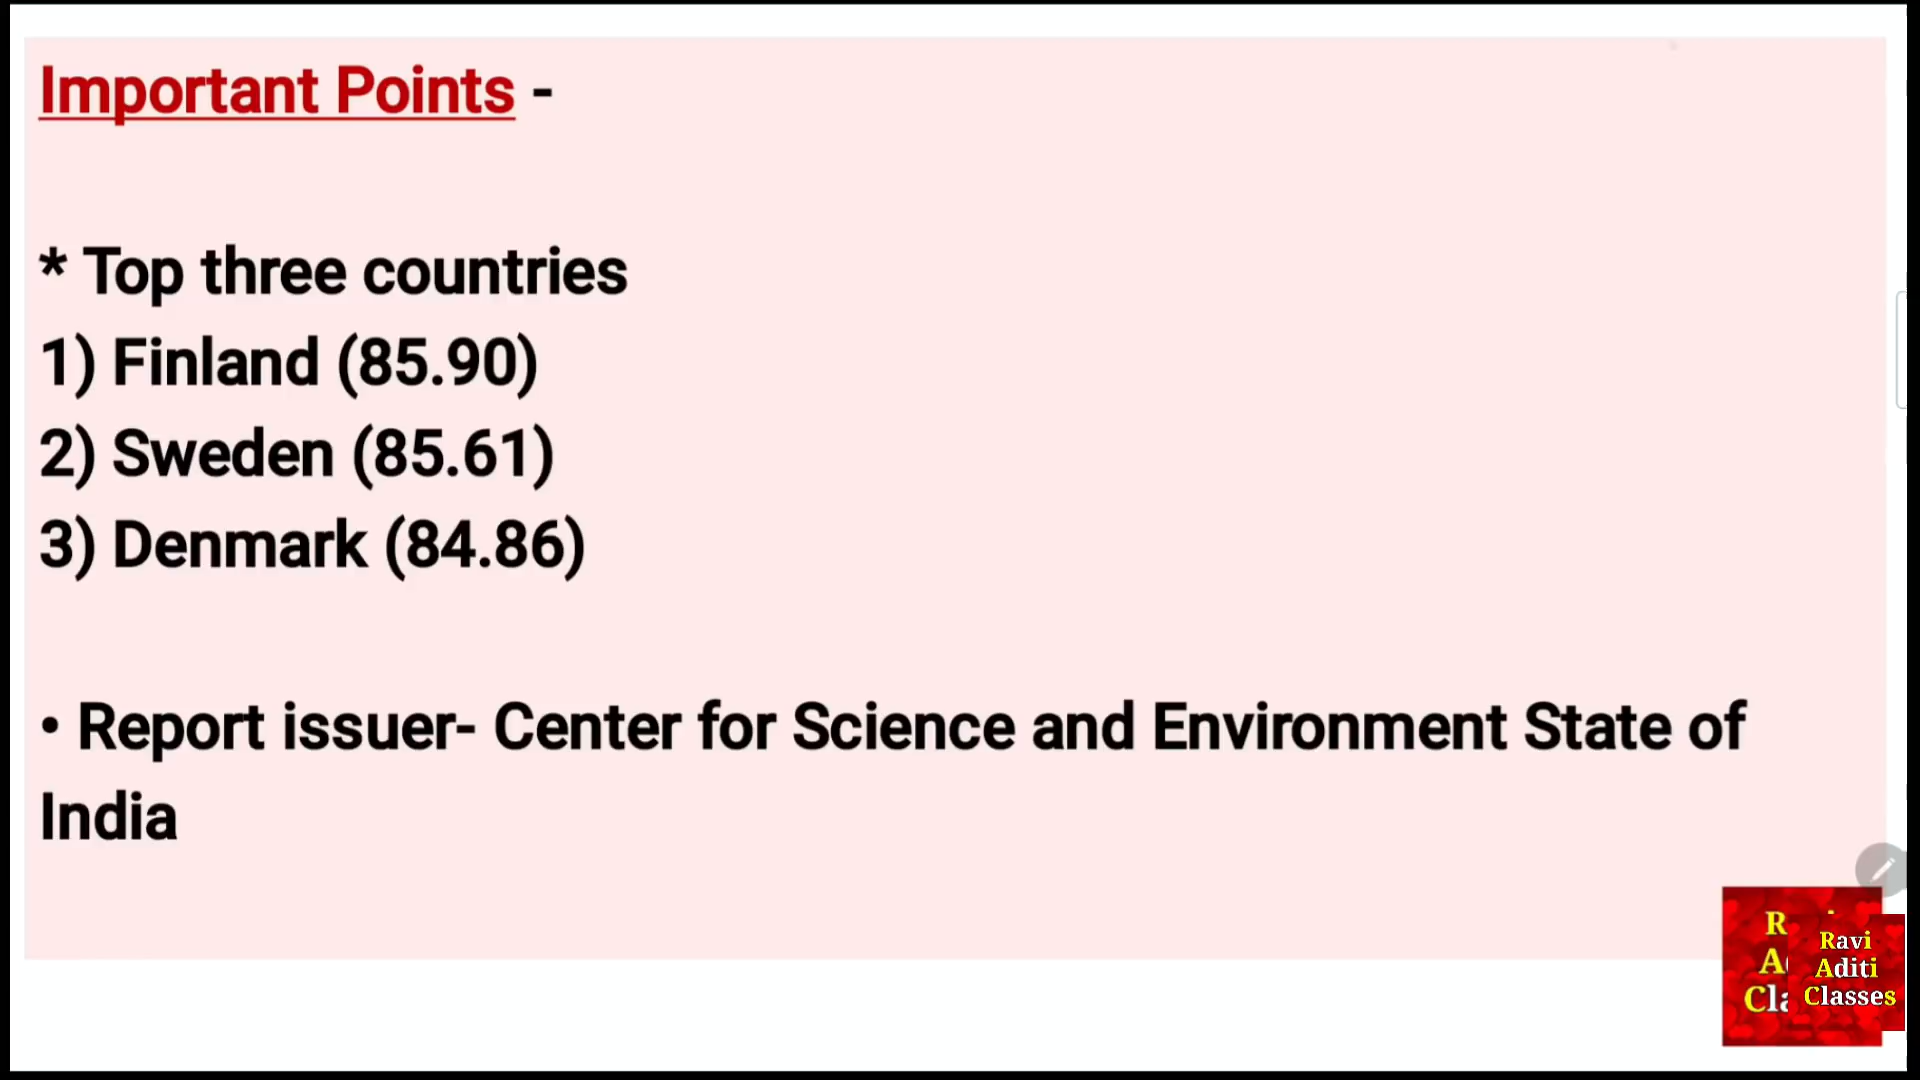 Important Points -
* Top three countries
1) Finland (85.90)
2) Sweden (85.61)
3) Denmark (84.86)
• Report issuer- Center for Science and Environment State of
India
R
A
Cla
Ravi
Aditi
Classes